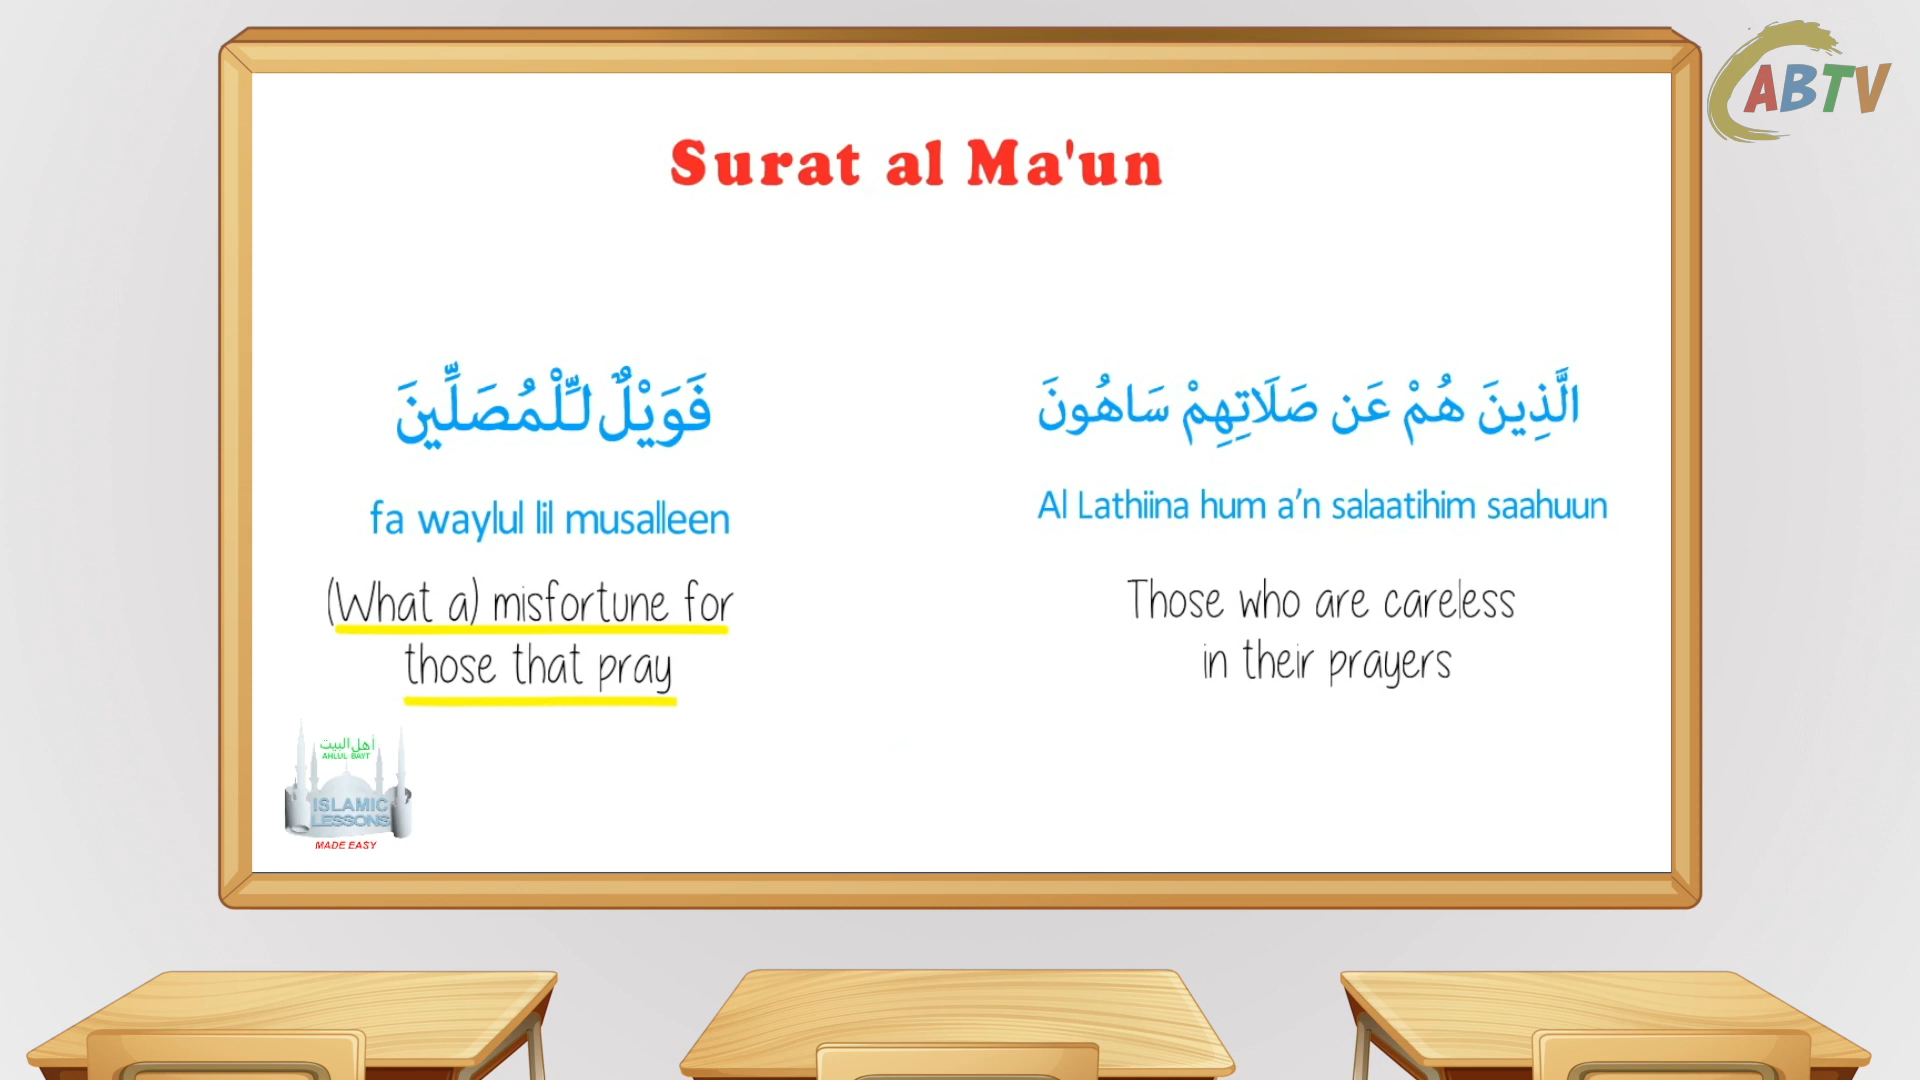 ABTV
Surat al Ma'un
فَوَيْلٌ لِّلْمُصَلِّينَ
fa waylul lil musalleen
(What a) misfortune for
those that pray
الَّذِينَ هُمْ عَن صَلَاتِهِمْ سَاهُونَ
Al Lathiina hum a’n salaatihim saahuun
Those who are careless
in their prayers
أهل البيت
AHLUL BAYT
ISLAMIC
LESSONS
MADE EASY